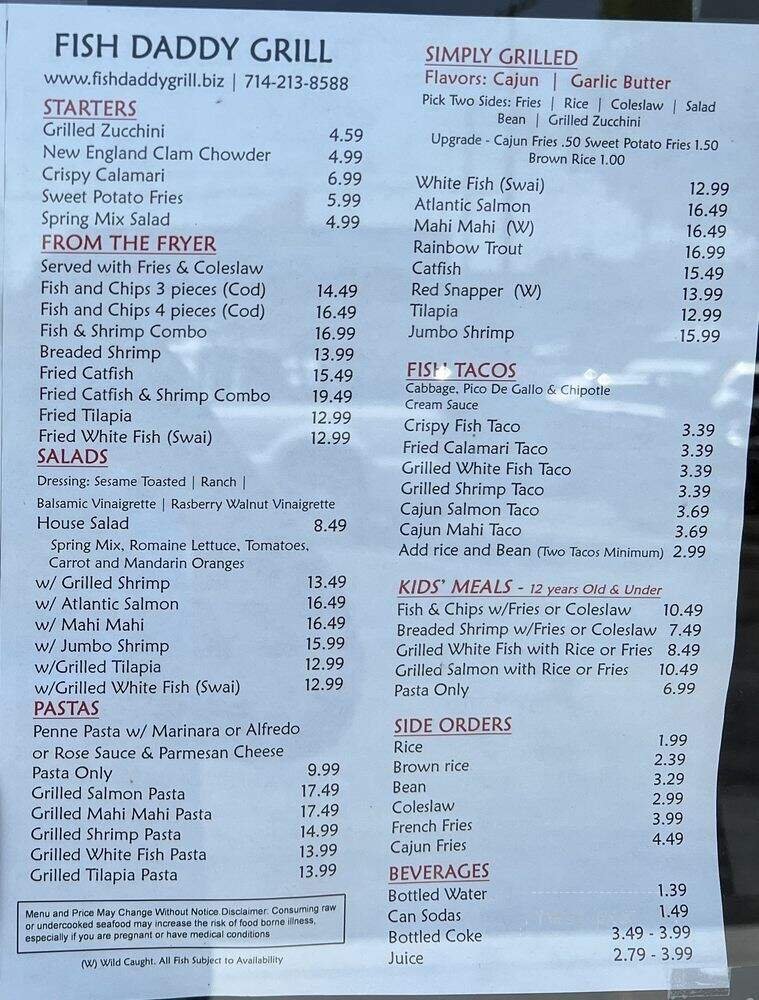 FISH DADDY GRILL
www.fishdaddygrill.biz | 714-213-8588
STARTERS
Grilled Zucchini 4.59
New England Clam Chowder 4.99
Crispy Calamari 6.99
Sweet Potato Fries 5.99
Spring Mix Salad 4.99
FROM THE FRYER
Served with Fries & Coleslaw
Fish and Chips 3 pieces (Cod) 14.49
Fish and Chips 4 pieces (Cod) 16.49
Fish & Shrimp Combo 16.99
Breaded Shrimp 13.99
Fried Catfish 15.49
Fried Catfish & Shrimp Combo 19.49
Fried Tilapia 12.99
Fried White Fish (Swai) 12.99
SALADS
Dressing: Sesame Toasted | Ranch |
Balsamic Vinaigrette | Rasberry Walnut Vinaigrette
House Salad 8.49
Spring Mix, Romaine Lettuce, Tomatoes,
Carrot and Mandarin Oranges
w/ Grilled Shrimp 13.49
w/ Atlantic Salmon 16.49
w/ Mahi Mahi 16.49
w/ Jumbo Shrimp 15.99
w/Grilled Tilapia 12.99
w/Grilled White Fish (Swai) 12.99
PASTAS
Penne Pasta w/ Marinara or Alfredo
or Rose Sauce & Parmesan Cheese
Pasta Only 9.99
Grilled Salmon Pasta 17.49
Grilled Mahi Mahi Pasta 17.49
Grilled Shrimp Pasta 14.99
Grilled White Fish Pasta 13.99
Grilled Tilapia Pasta 13.99
Menu and Price May Change Without Notice.Disclaimer: Consuming raw
or undercooked seafood may increase the risk of food borne illness,
especially if you are pregnant or have medical conditions
(W) Wild Caught. All Fish Subject to Availability
SIMPLY GRILLED
Flavors: Cajun | Garlic Butter
Pick Two Sides: Fries | Rice | Coleslaw | Salad
Bean | Grilled Zucchini
Upgrade - Cajun Fries .50 Sweet Potato Fries 1.50
Brown Rice 1.00
White Fish (Swai) 12.99
Atlantic Salmon 16.49
Mahi Mahi (W) 16.49
Rainbow Trout 16.99
Catfish 15.49
Red Snapper (W) 13.99
Tilapia 12.99
Jumbo Shrimp 15.99
FISH TACOS
Cabbage, Pico De Gallo & Chipotle
Cream Sauce
Crispy Fish Taco 3.39
Fried Calamari Taco 3.39
Grilled White Fish Taco 3.39
Grilled Shrimp Taco 3.39
Cajun Salmon Taco 3.69
Cajun Mahi Taco 3.69
Add rice and Bean (Two Tacos Minimum) 2.99
KIDS' MEALS - 12 years Old & Under
Fish & Chips w/Fries or Coleslaw 10.49
Breaded Shrimp w/Fries or Coleslaw 7.49
Grilled White Fish with Rice or Fries 8.49
Grilled Salmon with Rice or Fries 10.49
Pasta Only 6.99
SIDE ORDERS
Rice 1.99
Brown rice 2.39
Bean 3.29
Coleslaw 2.99
French Fries 3.99
Cajun Fries 4.49
BEVERAGES
Bottled Water 1.39
Can Sodas 1.49
Bottled Coke 3.49 - 3.99
Juice 2.79 - 3.99